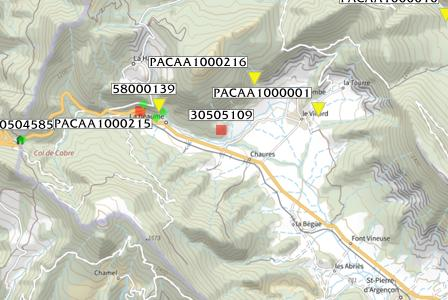 PACAA1000216
la Tourre
58000139
PACAA1000001
30505109
le Villard
0504585
PACAA1000215
Col de Cabre
Chaures
la Bégüe
Font Vineuse
les Abriès
Chamel
St-Pierre-
d'Argençon